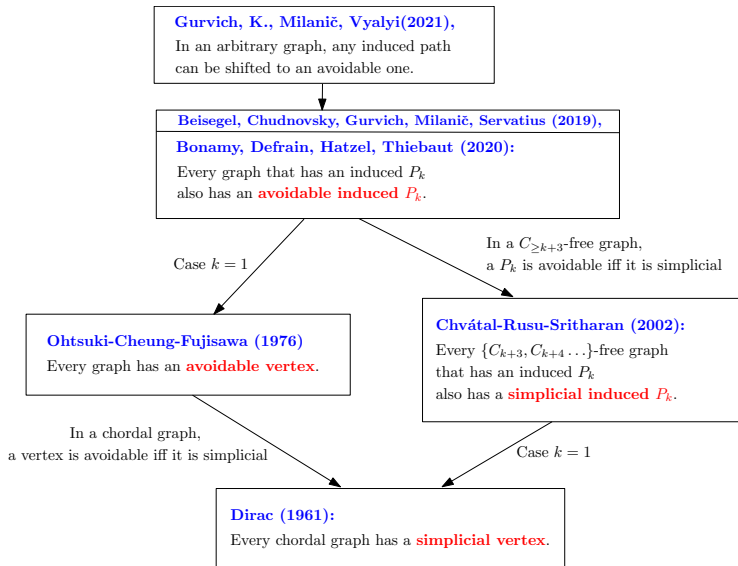 Gurvich, K., Milanič, Vyalyi(2021),
In an arbitrary graph, any induced path
can be shifted to an avoidable one.
Beisegel, Chudnovsky, Gurvich, Milanič, Servatius (2019),
Bonamy, Defrain, Hatzel, Thiebaut (2020):
Every graph that has an induced P_k
also has an avoidable induced P_k.
Case k = 1
In a C_{≥k+3}-free graph,
a P_k is avoidable iff it is simplicial
Ohtsuki-Cheung-Fujisawa (1976)
Every graph has an avoidable vertex.
Chvátal-Rusu-Sritharan (2002):
Every {C_{k+3}, C_{k+4} …}-free graph
that has an induced P_k
also has a simplicial induced P_k.
In a chordal graph,
a vertex is avoidable iff it is simplicial
Case k = 1
Dirac (1961):
Every chordal graph has a simplicial vertex.